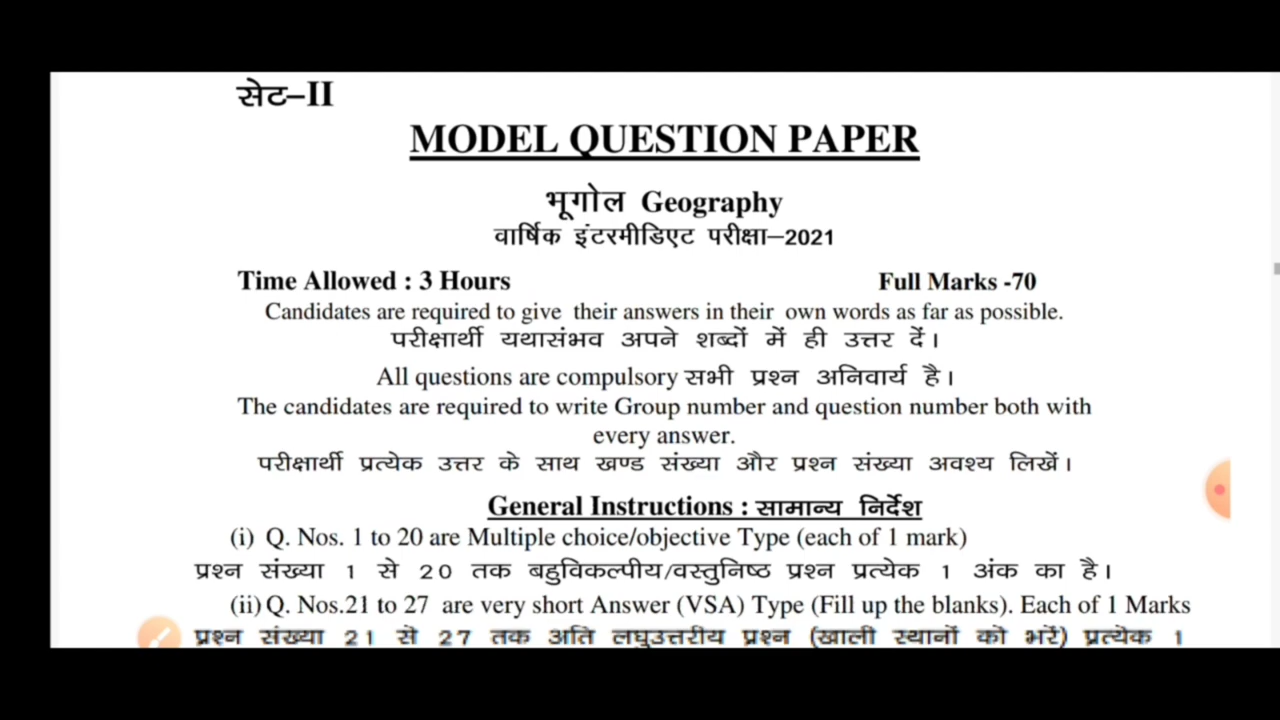 सेट–II
MODEL QUESTION PAPER
भूगोल Geography
वार्षिक इंटरमीडिएट परीक्षा–2021
Time Allowed : 3 Hours Full Marks -70
Candidates are required to give their answers in their own words as far as possible.
परीक्षार्थी यथासंभव अपने शब्दों में ही उत्तर दें।
All questions are compulsory सभी प्रश्न अनिवार्य है।
The candidates are required to write Group number and question number both with
every answer.
परीक्षार्थी प्रत्येक उत्तर के साथ खण्ड संख्या और प्रश्न संख्या अवश्य लिखें।
General Instructions : सामान्य निर्देश
(i) Q. Nos. 1 to 20 are Multiple choice/objective Type (each of 1 mark)
प्रश्न संख्या 1 से 20 तक बहुविकल्पीय/वस्तुनिष्ठ प्रश्न प्रत्येक 1 अंक का है।
(ii) Q. Nos.21 to 27 are very short Answer (VSA) Type (Fill up the blanks). Each of 1 Marks
प्रश्न संख्या 21 से 27 तक अति लघुउत्तरीय प्रश्न (खाली स्थानों को भरें) प्रत्येक 1